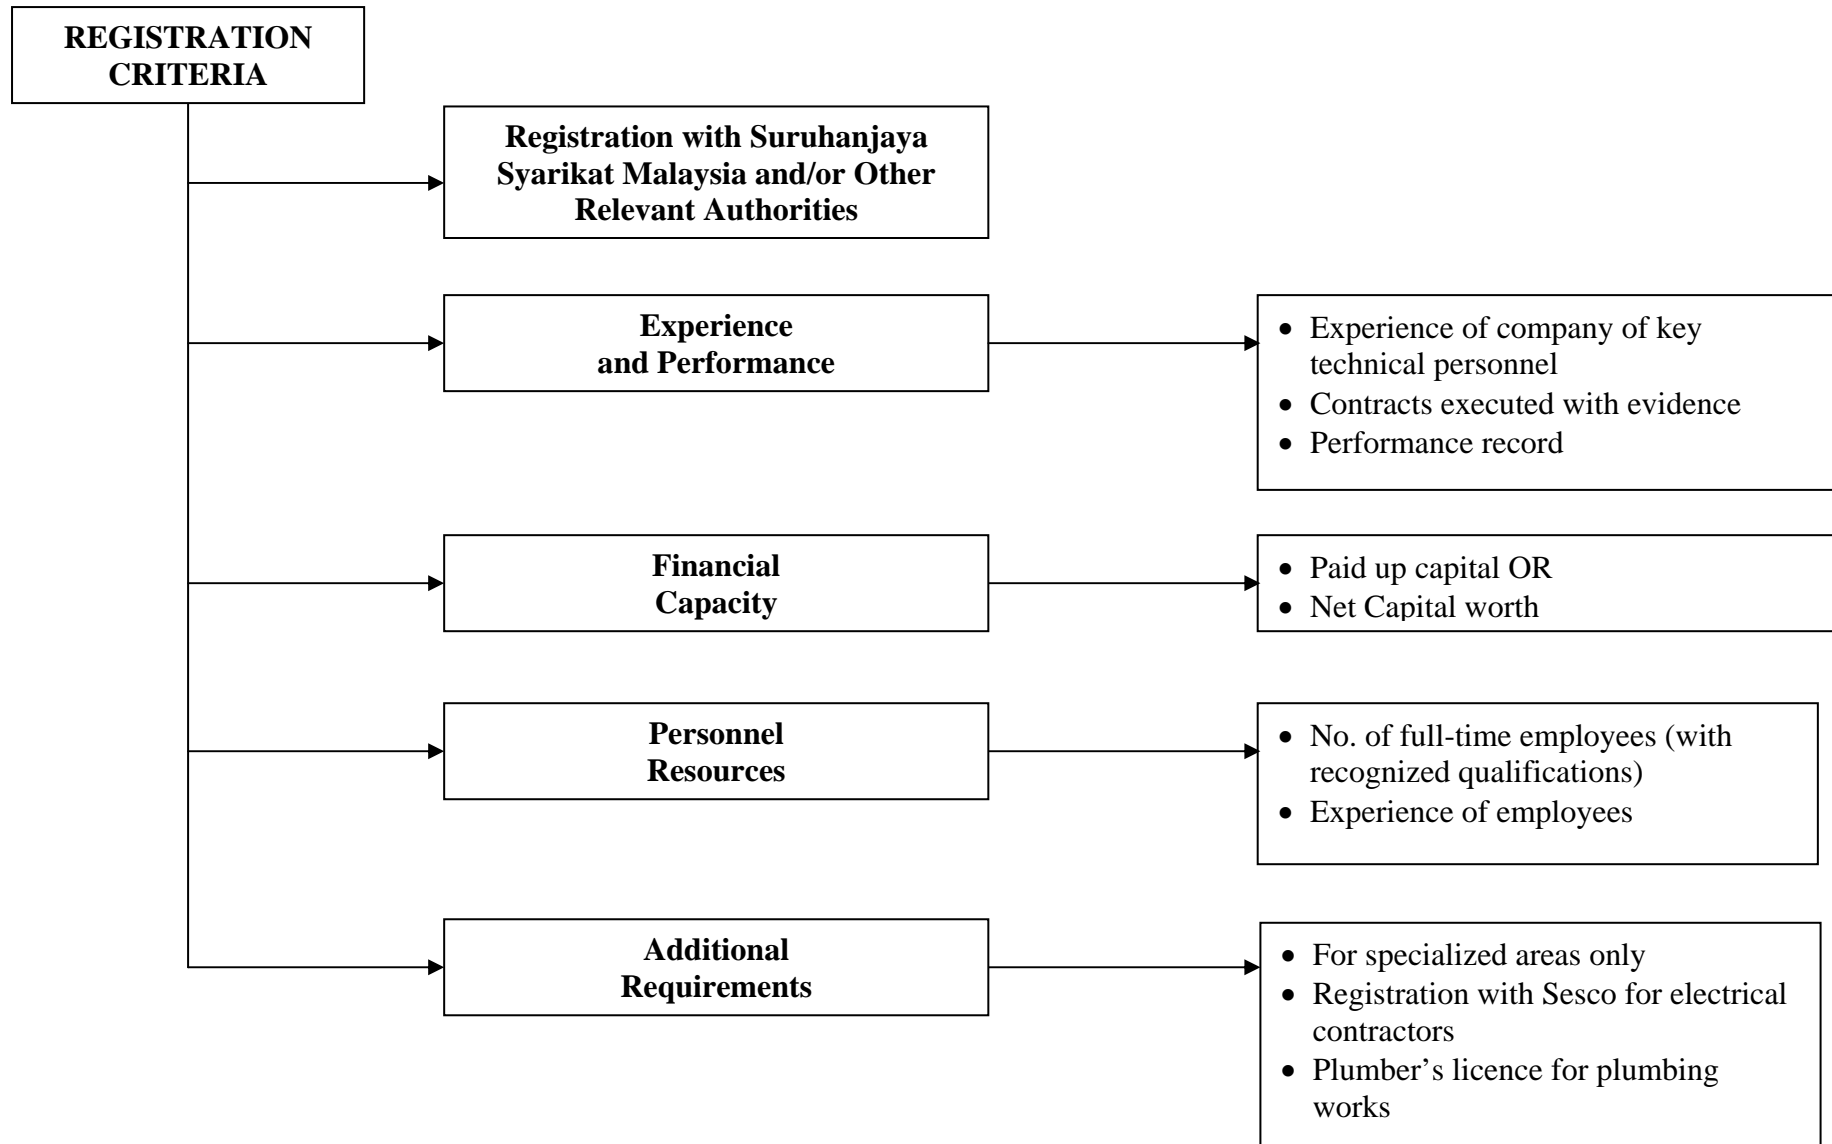 REGISTRATION
CRITERIA
Registration with Suruhanjaya
Syarikat Malaysia and/or Other
Relevant Authorities
Experience
and Performance
• Experience of company of key
technical personnel
• Contracts executed with evidence
• Performance record
Financial
Capacity
• Paid up capital OR
• Net Capital worth
Personnel
Resources
• No. of full-time employees (with
recognized qualifications)
• Experience of employees
Additional
Requirements
• For specialized areas only
• Registration with Sesco for electrical
contractors
• Plumber’s licence for plumbing
works